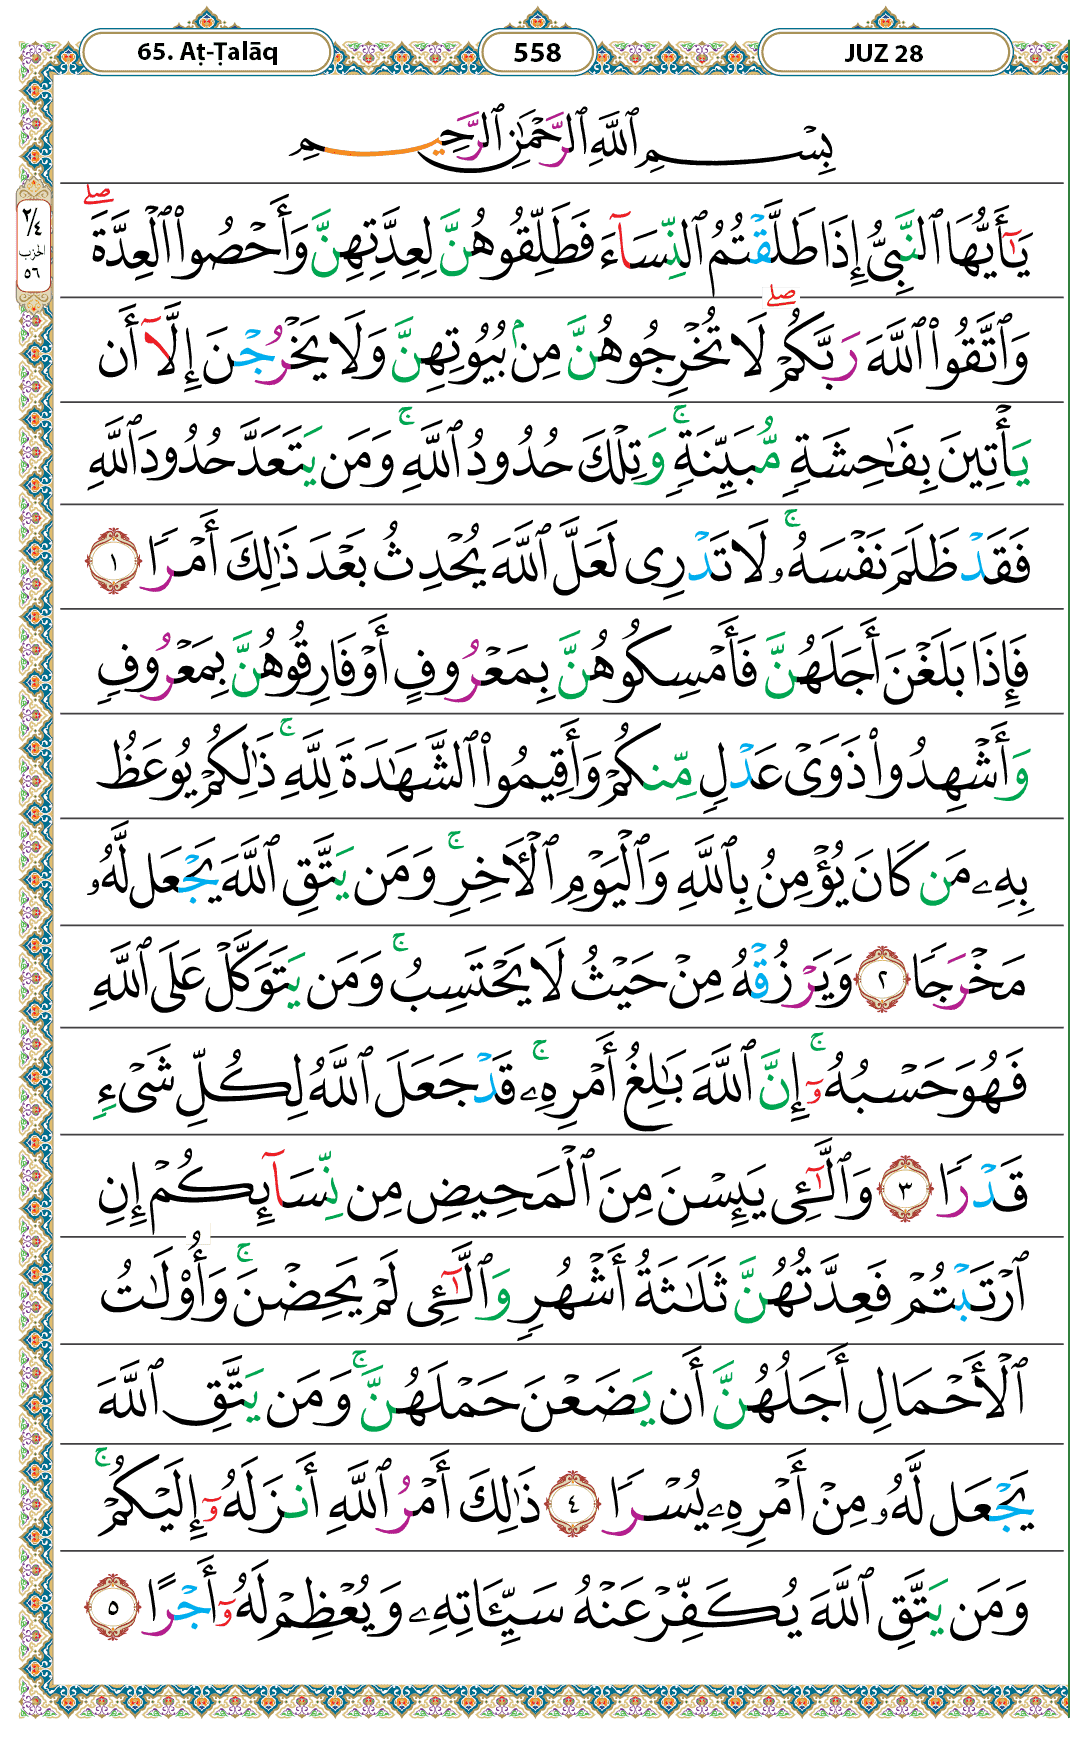 65. Aṭ-Ṭalāq 558 JUZ 28
بِسْمِ ٱللَّهِ ٱلرَّحْمَٰنِ ٱلرَّحِيمِ
٢/٤
الحزب
٥٦
يَٰٓأَيُّهَا ٱلنَّبِىُّ إِذَا طَلَّقْتُمُ ٱلنِّسَآءَ فَطَلِّقُوهُنَّ لِعِدَّتِهِنَّ وَأَحْصُوا۟ ٱلْعِدَّةَ ۖ
وَٱتَّقُوا۟ ٱللَّهَ رَبَّكُمْ ۖ لَا تُخْرِجُوهُنَّ مِنۢ بُيُوتِهِنَّ وَلَا يَخْرُجْنَ إِلَّآ أَن
يَأْتِينَ بِفَٰحِشَةٍ مُّبَيِّنَةٍ ۚ وَتِلْكَ حُدُودُ ٱللَّهِ ۚ وَمَن يَتَعَدَّ حُدُودَ ٱللَّهِ
فَقَدْ ظَلَمَ نَفْسَهُۥ ۚ لَا تَدْرِى لَعَلَّ ٱللَّهَ يُحْدِثُ بَعْدَ ذَٰلِكَ أَمْرًا ١
فَإِذَا بَلَغْنَ أَجَلَهُنَّ فَأَمْسِكُوهُنَّ بِمَعْرُوفٍ أَوْ فَارِقُوهُنَّ بِمَعْرُوفٍ
وَأَشْهِدُوا۟ ذَوَىْ عَدْلٍ مِّنكُمْ وَأَقِيمُوا۟ ٱلشَّهَٰدَةَ لِلَّهِ ۚ ذَٰلِكُمْ يُوعَظُ
بِهِۦ مَن كَانَ يُؤْمِنُ بِٱللَّهِ وَٱلْيَوْمِ ٱلْـَٔاخِرِ ۚ وَمَن يَتَّقِ ٱللَّهَ يَجْعَل لَّهُۥ
مَخْرَجًا ٢ وَيَرْزُقْهُ مِنْ حَيْثُ لَا يَحْتَسِبُ ۚ وَمَن يَتَوَكَّلْ عَلَى ٱللَّهِ
فَهُوَ حَسْبُهُۥٓ ۚ إِنَّ ٱللَّهَ بَٰلِغُ أَمْرِهِۦ ۚ قَدْ جَعَلَ ٱللَّهُ لِكُلِّ شَىْءٍ
قَدْرًا ٣ وَٱلَّٰٓـِٔى يَئِسْنَ مِنَ ٱلْمَحِيضِ مِن نِّسَآئِكُمْ إِنِ
ٱرْتَبْتُمْ فَعِدَّتُهُنَّ ثَلَٰثَةُ أَشْهُرٍ وَٱلَّٰٓـِٔى لَمْ يَحِضْنَ ۚ وَأُو۟لَٰتُ
ٱلْأَحْمَالِ أَجَلُهُنَّ أَن يَضَعْنَ حَمْلَهُنَّ ۚ وَمَن يَتَّقِ ٱللَّهَ
يَجْعَل لَّهُۥ مِنْ أَمْرِهِۦ يُسْرًا ٤ ذَٰلِكَ أَمْرُ ٱللَّهِ أَنزَلَهُۥٓ إِلَيْكُمْ ۚ
وَمَن يَتَّقِ ٱللَّهَ يُكَفِّرْ عَنْهُ سَيِّـَٔاتِهِۦ وَيُعْظِمْ لَهُۥٓ أَجْرًا ٥